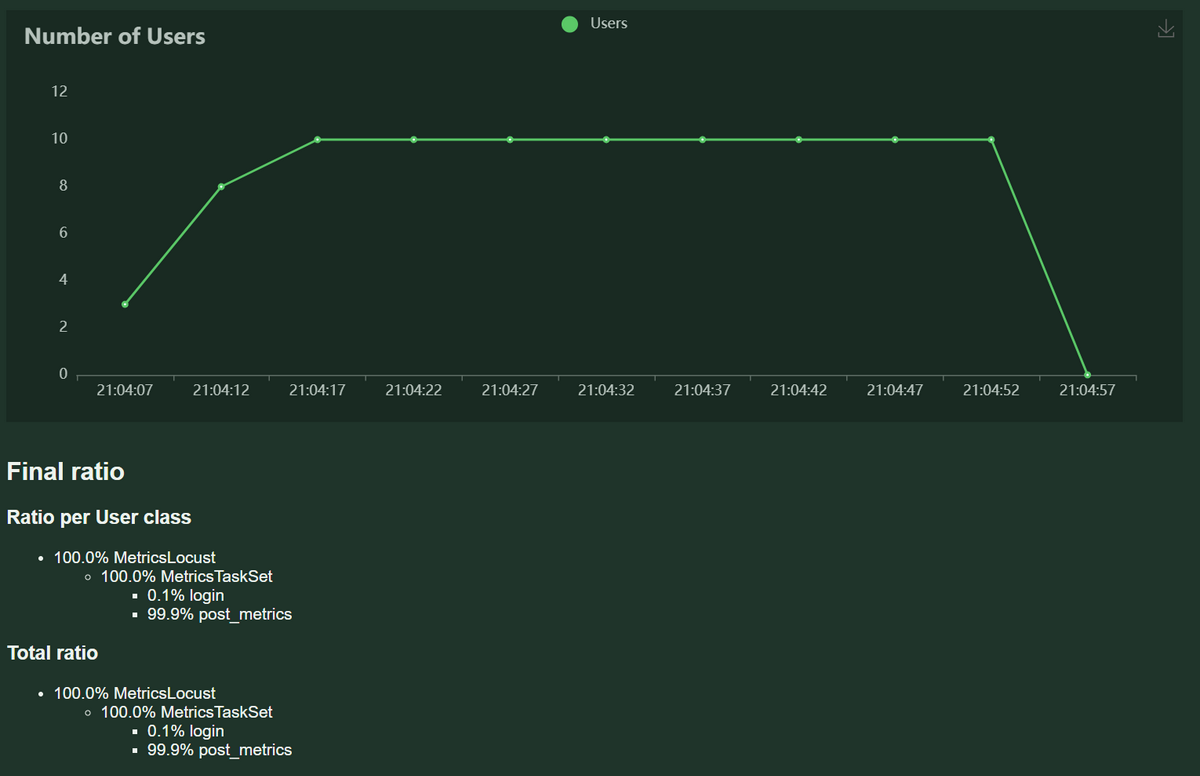 Number of Users
Users
12
10
8
6
4
2
0
21:04:07 21:04:12 21:04:17 21:04:22 21:04:27 21:04:32 21:04:37 21:04:42 21:04:47 21:04:52 21:04:57
Final ratio
Ratio per User class
100.0% MetricsLocust
100.0% MetricsTaskSet
0.1% login
99.9% post_metrics
Total ratio
100.0% MetricsLocust
100.0% MetricsTaskSet
0.1% login
99.9% post_metrics